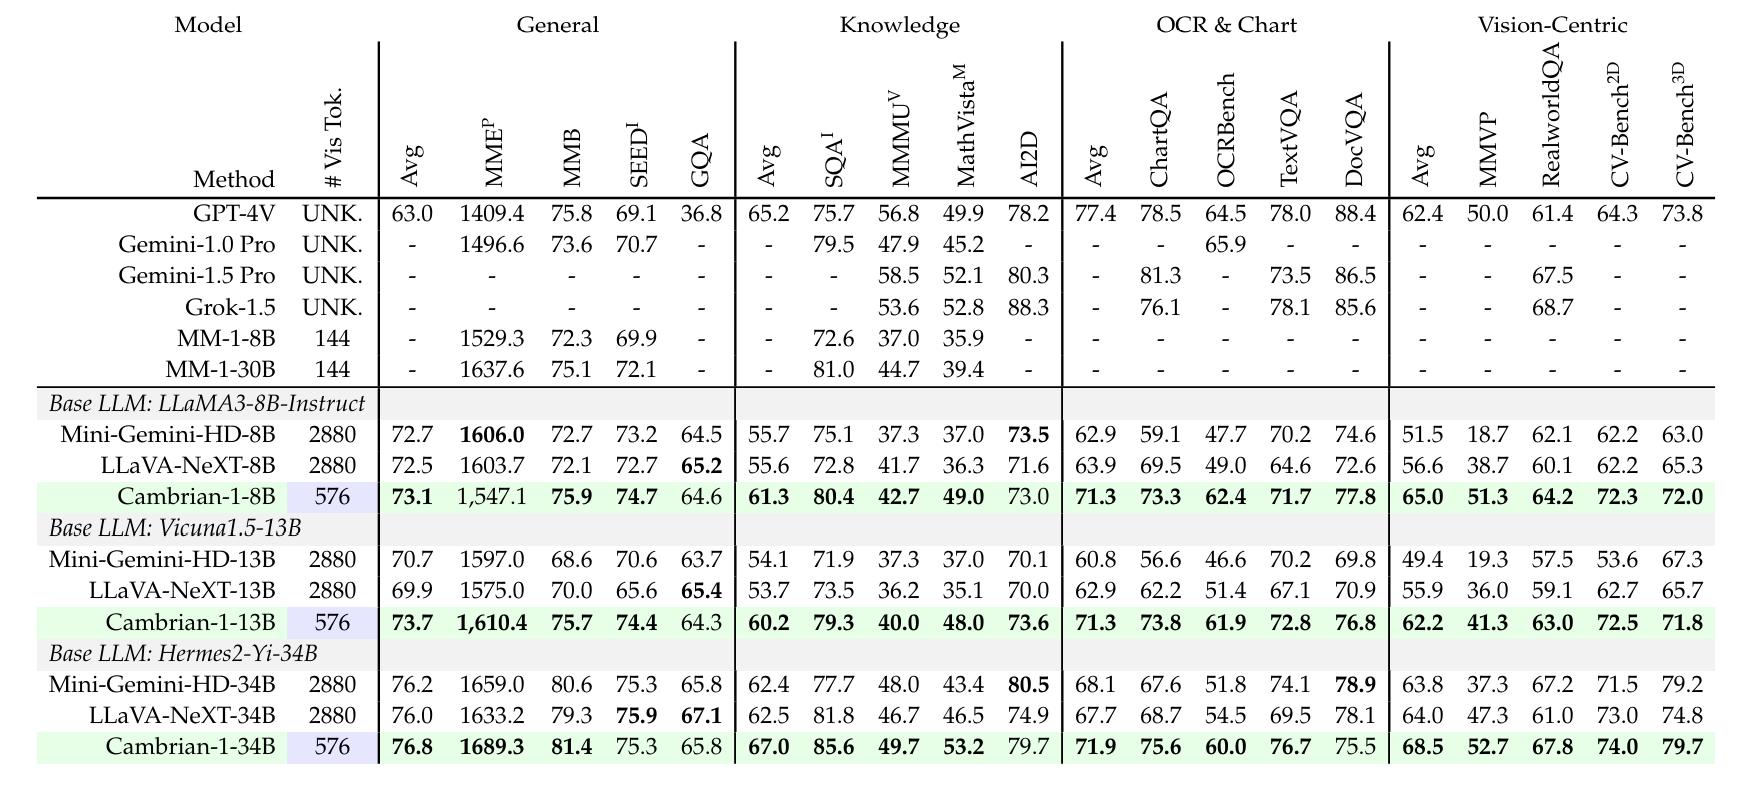 Model General Knowledge OCR & Chart Vision-Centric
Method # Vis Tok. Avg MME^P MMB SEED^I GQA Avg SQA^I MMMU^V MathVista^M AI2D Avg ChartQA OCRBench TextVQA DocVQA Avg MMVP RealworldQA CV-Bench^2D CV-Bench^3D
GPT-4V UNK. 63.0 1409.4 75.8 69.1 36.8 65.2 75.7 56.8 49.9 78.2 77.4 78.5 64.5 78.0 88.4 62.4 50.0 61.4 64.3 73.8
Gemini-1.0 Pro UNK. - 1496.6 73.6 70.7 - - 79.5 47.9 45.2 - - - 65.9 - - - - - - -
Gemini-1.5 Pro UNK. - - - - - - - 58.5 52.1 80.3 - 81.3 - 73.5 86.5 - - 67.5 - -
Grok-1.5 UNK. - - - - - - - 53.6 52.8 88.3 - 76.1 - 78.1 85.6 - - 68.7 - -
MM-1-8B 144 - 1529.3 72.3 69.9 - - 72.6 37.0 35.9 - - - - - - - - - - -
MM-1-30B 144 - 1637.6 75.1 72.1 - - 81.0 44.7 39.4 - - - - - - - - - - -
Base LLM: LLaMA3-8B-Instruct
Mini-Gemini-HD-8B 2880 72.7 1606.0 72.7 73.2 64.5 55.7 75.1 37.3 37.0 73.5 62.9 59.1 47.7 70.2 74.6 51.5 18.7 62.1 62.2 63.0
LLaVA-NeXT-8B 2880 72.5 1603.7 72.1 72.7 65.2 55.6 72.8 41.7 36.3 71.6 63.9 69.5 49.0 64.6 72.6 56.6 38.7 60.1 62.2 65.3
Cambrian-1-8B 576 73.1 1,547.1 75.9 74.7 64.6 61.3 80.4 42.7 49.0 73.0 71.3 73.3 62.4 71.7 77.8 65.0 51.3 64.2 72.3 72.0
Base LLM: Vicuna1.5-13B
Mini-Gemini-HD-13B 2880 70.7 1597.0 68.6 70.6 63.7 54.1 71.9 37.3 37.0 70.1 60.8 56.6 46.6 70.2 69.8 49.4 19.3 57.5 53.6 67.3
LLaVA-NeXT-13B 2880 69.9 1575.0 70.0 65.6 65.4 53.7 73.5 36.2 35.1 70.0 62.9 62.2 51.4 67.1 70.9 55.9 36.0 59.1 62.7 65.7
Cambrian-1-13B 576 73.7 1,610.4 75.7 74.4 64.3 60.2 79.3 40.0 48.0 73.6 71.3 73.8 61.9 72.8 76.8 62.2 41.3 63.0 72.5 71.8
Base LLM: Hermes2-Yi-34B
Mini-Gemini-HD-34B 2880 76.2 1659.0 80.6 75.3 65.8 62.4 77.7 48.0 43.4 80.5 68.1 67.6 51.8 74.1 78.9 63.8 37.3 67.2 71.5 79.2
LLaVA-NeXT-34B 2880 76.0 1633.2 79.3 75.9 67.1 62.5 81.8 46.7 46.5 74.9 67.7 68.7 54.5 69.5 78.1 64.0 47.3 61.0 73.0 74.8
Cambrian-1-34B 576 76.8 1689.3 81.4 75.3 65.8 67.0 85.6 49.7 53.2 79.7 71.9 75.6 60.0 76.7 75.5 68.5 52.7 67.8 74.0 79.7